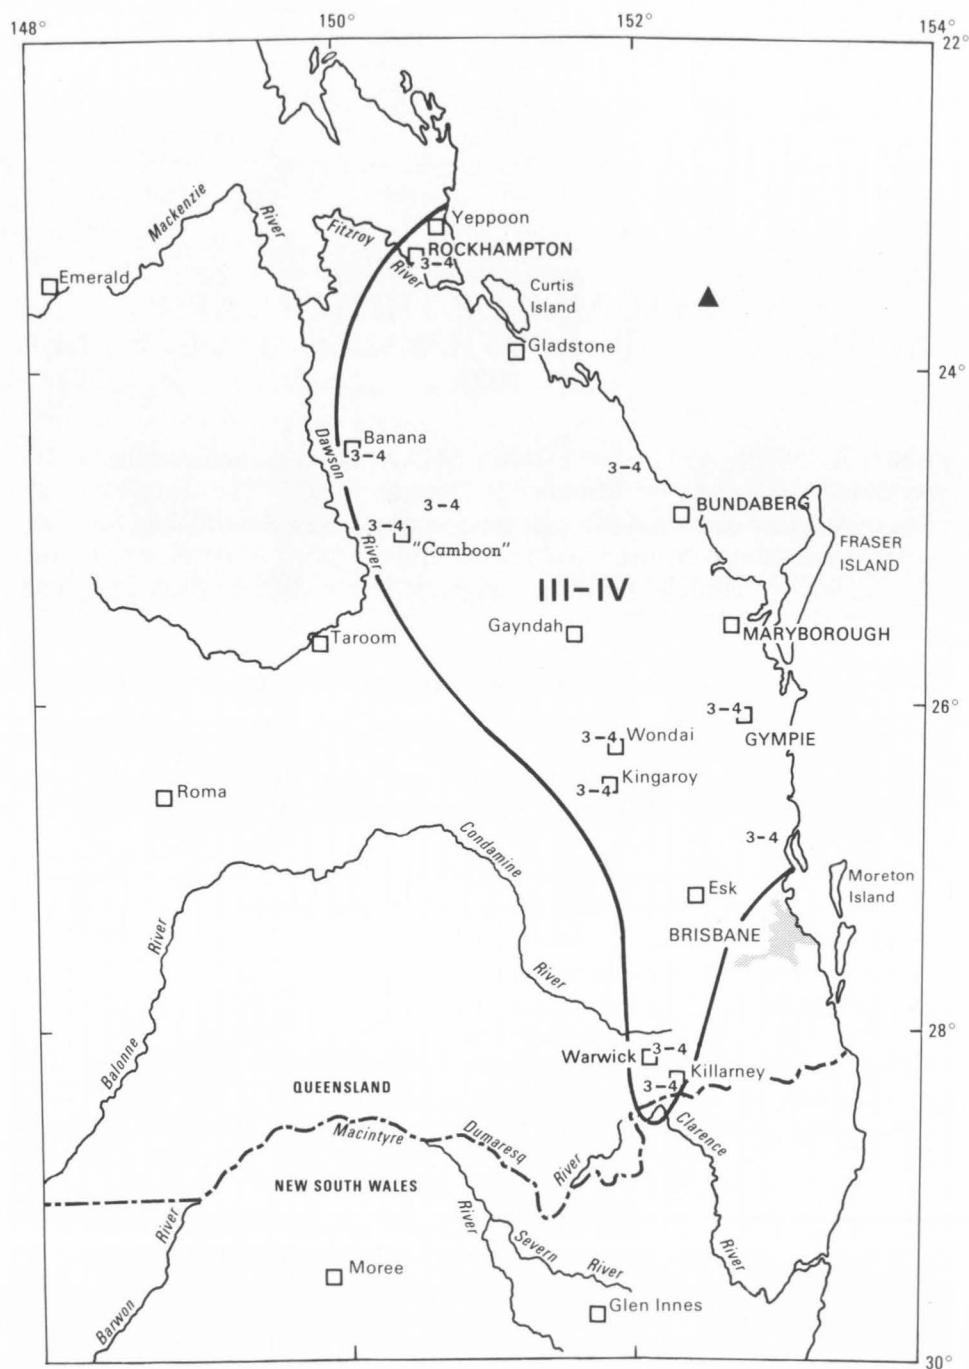 148°
150°
152°
154°
22°
Mackenzie
River
Fitzroy
River
Yeppoon
ROCKHAMPTON
3-4
Emerald
Curtis
Island
Gladstone
24°
Dawson
River
Banana
3-4
3-4
3-4
3-4
"Camboon"
BUNDABERG
FRASER
ISLAND
III-IV
Gayndah
MARYBOROUGH
Taroom
26°
3-4
GYMPIE
3-4
Wondai
Kingaroy
3-4
Roma
3-4
Condamine
River
Moreton
Island
Esk
BRISBANE
Balonne
River
28°
Warwick
3-4
Killarney
3-4
QUEENSLAND
Macintyre
River
Dumaresq
River
Clarence
River
NEW SOUTH WALES
Barwon
River
Severn
River
Moree
Glen Innes
30°